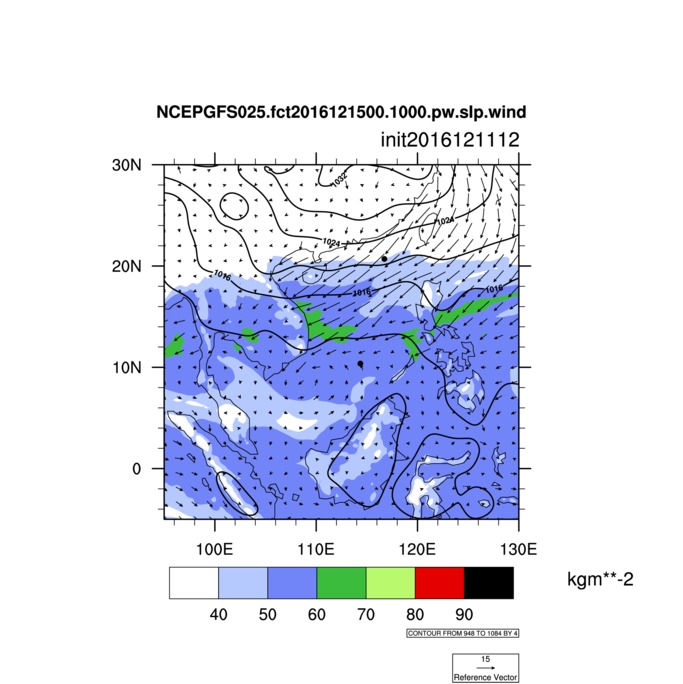 NCEPGFS025.fct2016121500.1000.pw.slp.wind
init2016121112
30N
20N
10N
0
1032
1024
1024
1016
1016
1016
100E 110E 120E 130E
kgm**-2
40 50 60 70 80 90
CONTOUR FROM 948 TO 1084 BY 4
15
Reference Vector